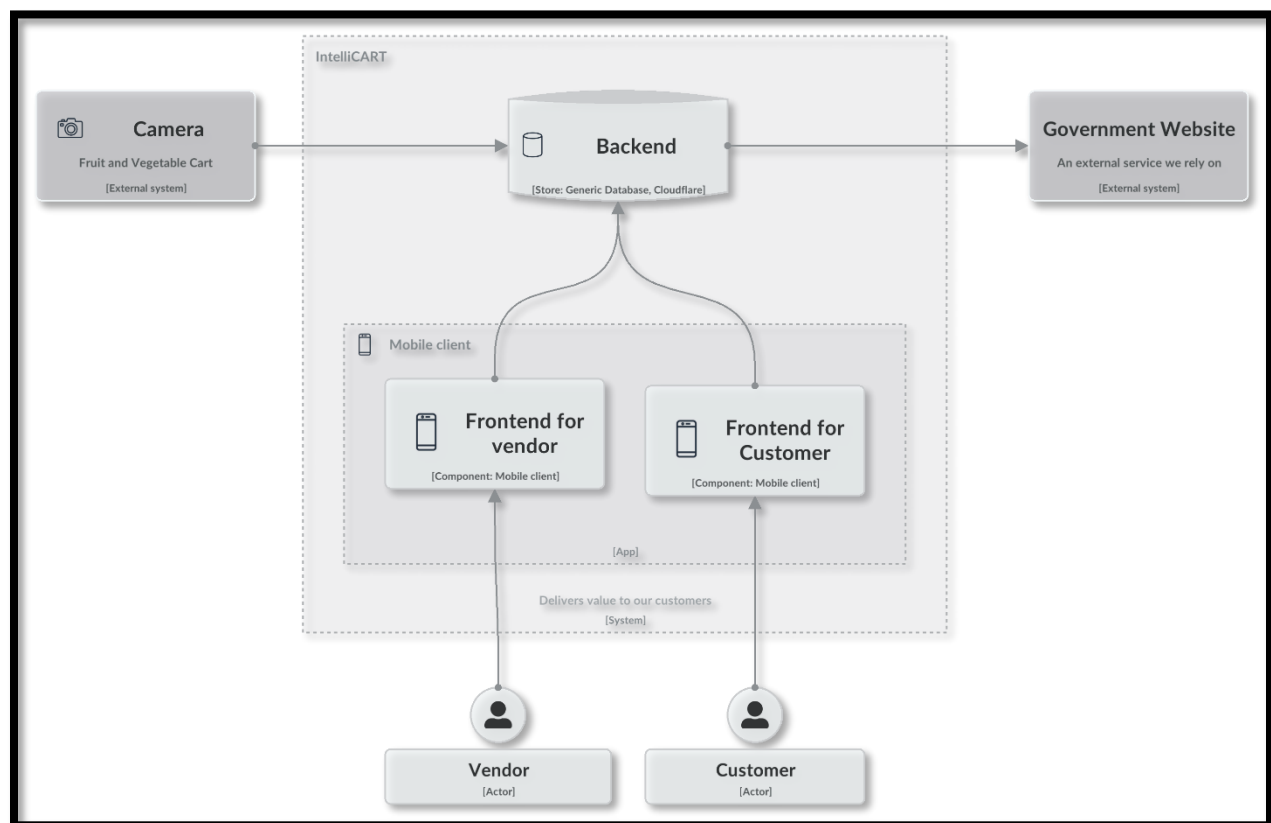 IntelliCART
Camera
Fruit and Vegetable Cart
[External system]
Backend
[Store: Generic Database, Cloudflare]
Government Website
An external service we rely on
[External system]
Mobile client
Frontend for
vendor
[Component: Mobile client]
Frontend for
Customer
[Component: Mobile client]
[App]
Delivers value to our customers
[System]
Vendor
[Actor]
Customer
[Actor]